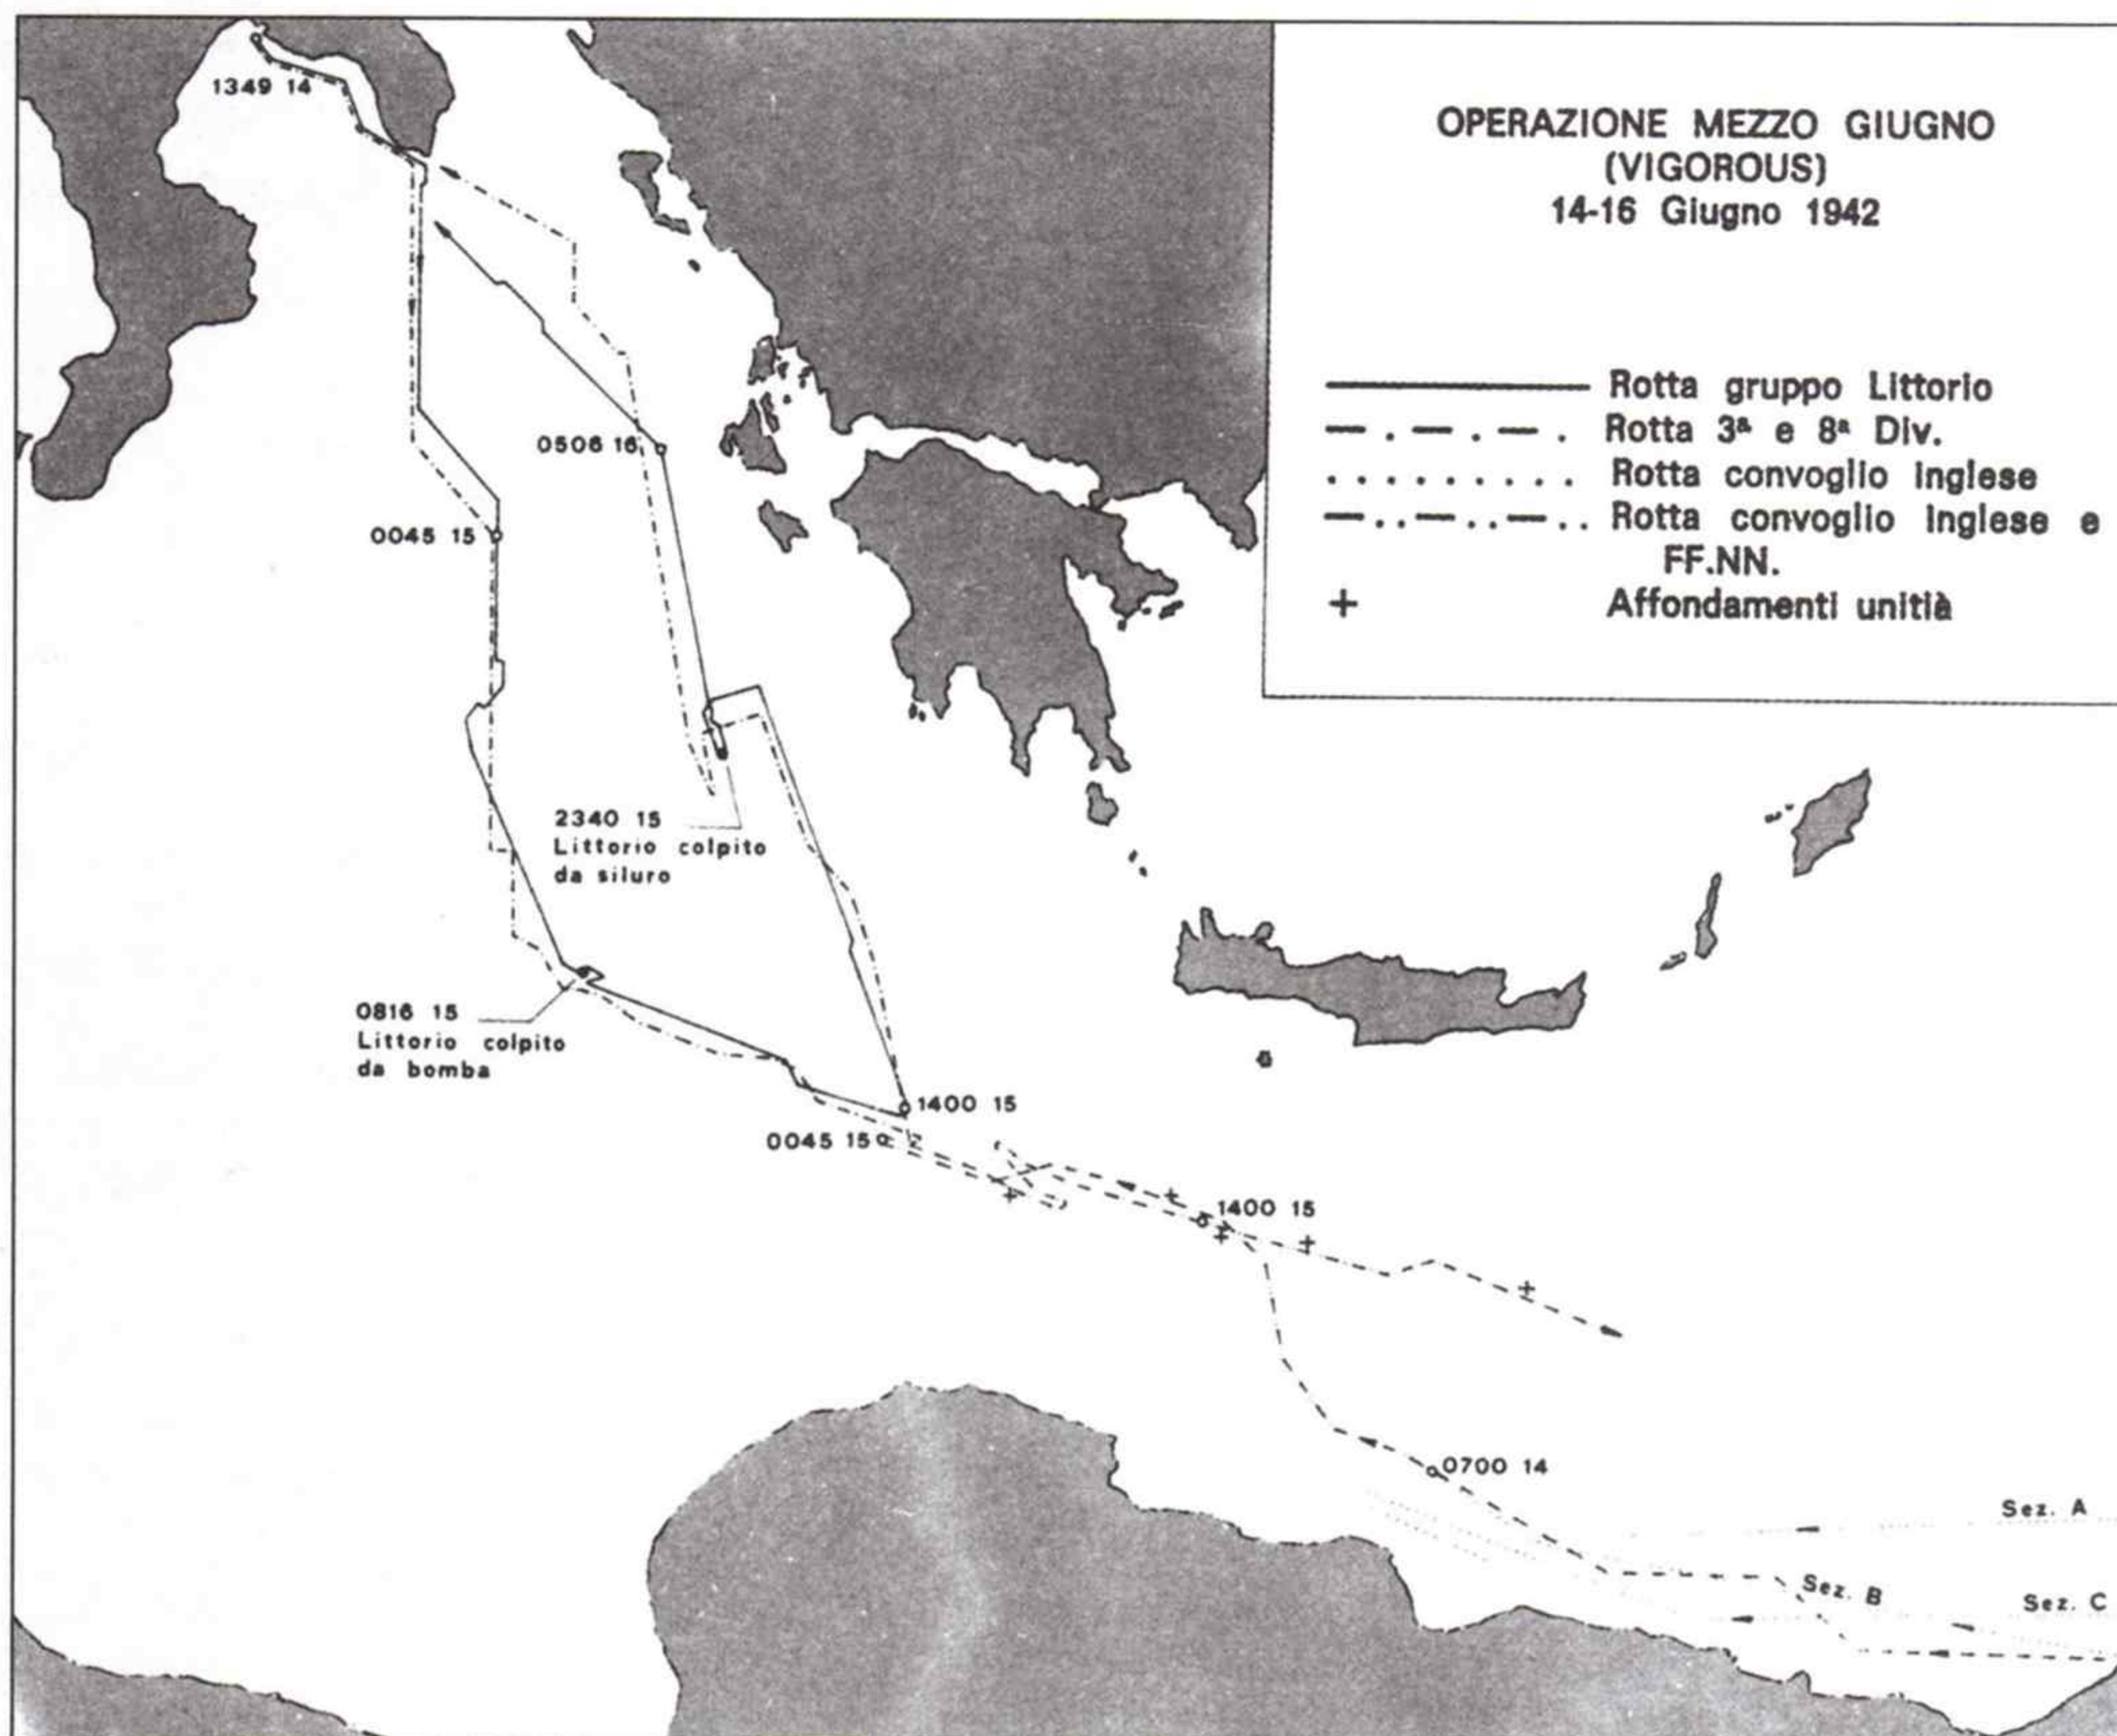 OPERAZIONE MEZZO GIUGNO
(VIGOROUS)
14-16 Giugno 1942
Rotta gruppo Littorio
Rotta 3ª e 8ª Div.
Rotta convoglio inglese
Rotta convoglio inglese e
FF.NN.
+ Affondamenti unitià
1349 14
0506 16
0045 15
2340 15
Littorio colpito
da siluro
0816 15
Littorio colpito
da bomba
1400 15
0045 15
1400 15
0700 14
Sez. A
Sez. B
Sez. C